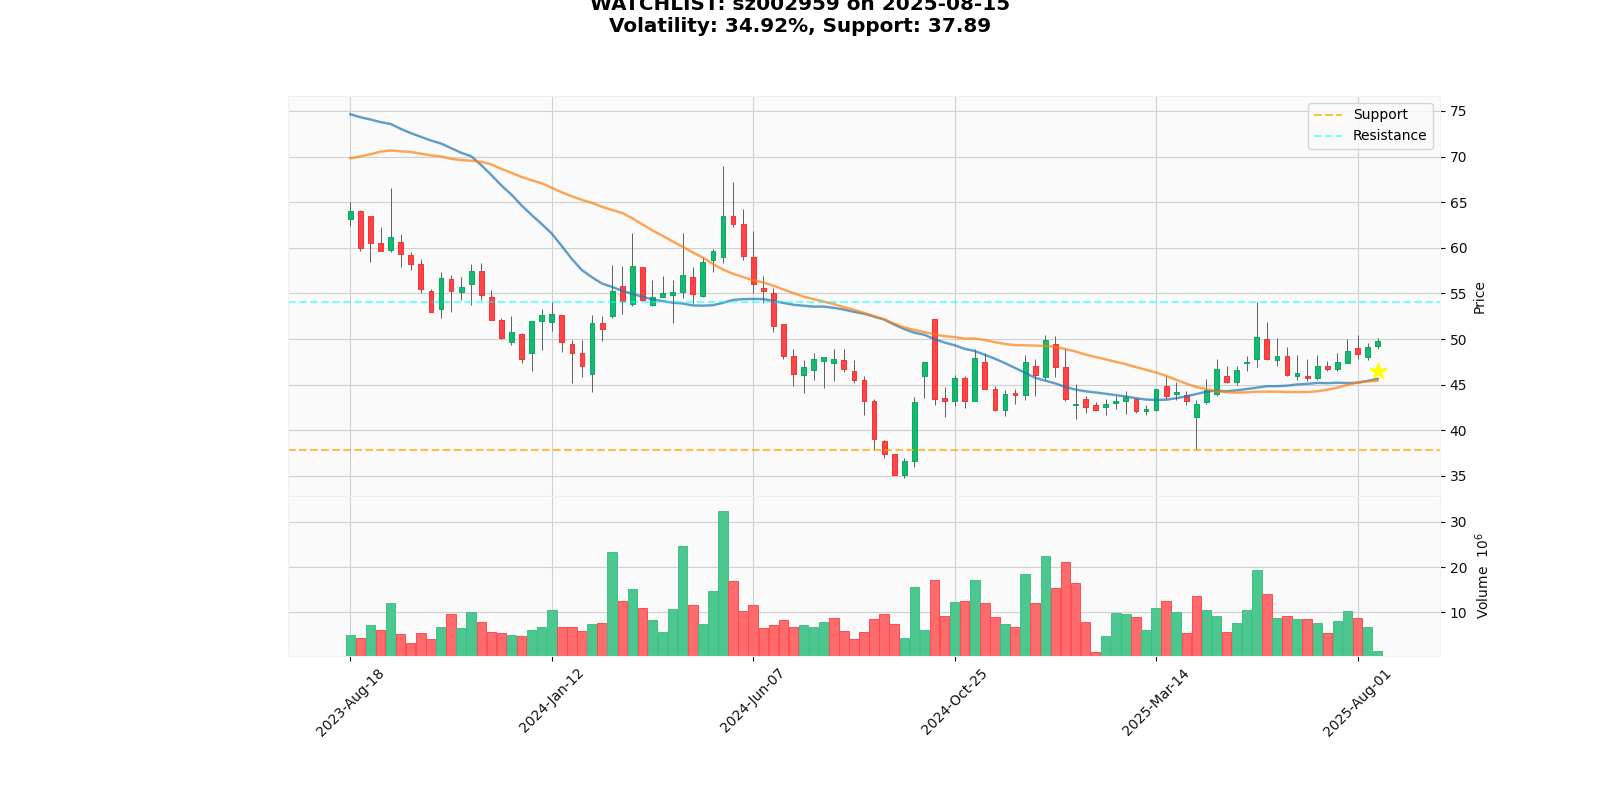 WATCHLIST: sz002959 on 2025-08-15
Volatility: 34.92%, Support: 37.89
Support
Resistance
75
70
65
60
55
50
45
40
35
Price
30
20
10
Volume 10⁶
2023-Aug-18
2024-Jan-12
2024-Jun-07
2024-Oct-25
2025-Mar-14
2025-Aug-01